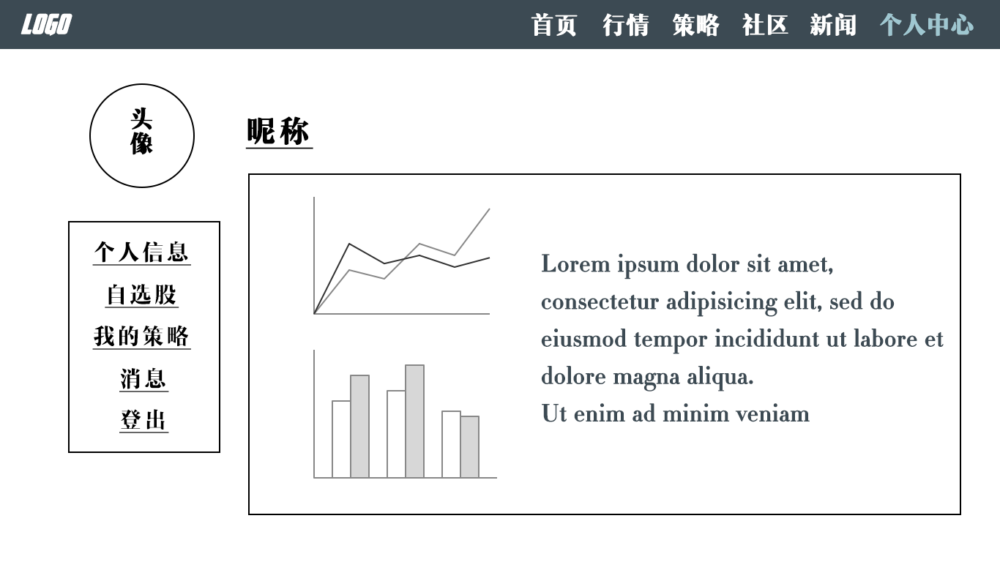 LOGO
首页 行情 策略 社区 新闻 个人中心
头
像
昵称
个人信息
自选股
我的策略
消息
登出
Lorem ipsum dolor sit amet,
consectetur adipisicing elit, sed do
eiusmod tempor incididunt ut labore et
dolore magna aliqua.
Ut enim ad minim veniam